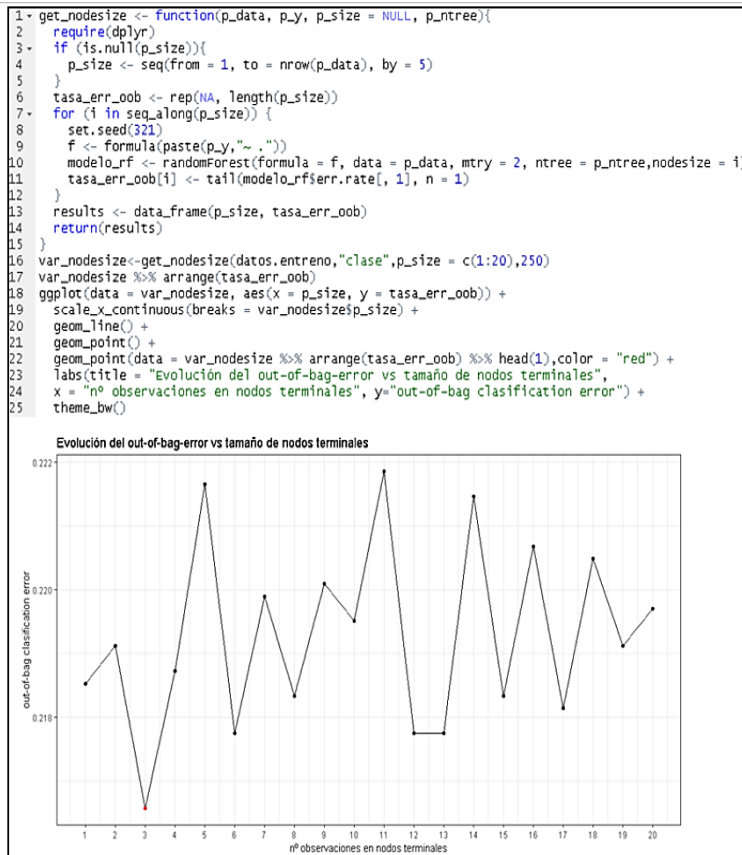 1 get_nodesize <- function(p_data, p_y, p_size = NULL, p_ntree){
2 require(dplyr)
3 if (is.null(p_size)){
4 p_size <- seq(from = 1, to = nrow(p_data), by = 5)
5 }
6 tasa_err_oob <- rep(NA, length(p_size))
7 for (i in seq_along(p_size)) {
8 set.seed(321)
9 f <- formula(paste(p_y,"~ ."))
10 modelo_rf <- randomForest(formula = f, data = p_data, mtry = 2, ntree = p_ntree,nodesize = i)
11 tasa_err_oob[i] <- tail(modelo_rf$err.rate[, 1], n = 1)
12 }
13 results <- data_frame(p_size, tasa_err_oob)
14 return(results)
15 }
16 var_nodesize<-get_nodesize(datos.entreno,"clase",p_size = c(1:20),250)
17 var_nodesize %>% arrange(tasa_err_oob)
18 ggplot(data = var_nodesize, aes(x = p_size, y = tasa_err_oob)) +
19 scale_x_continuous(breaks = var_nodesize$p_size) +
20 geom_line() +
21 geom_point() +
22 geom_point(data = var_nodesize %>% arrange(tasa_err_oob) %>% head(1),color = "red") +
23 labs(title = "Evolución del out-of-bag-error vs tamaño de nodos terminales",
24 x = "nº observaciones en nodos terminales", y="out-of-bag clasification error") +
25 theme_bw()
Evolución del out-of-bag-error vs tamaño de nodos terminales
0.222
0.220
0.218
out-of-bag clasification error
1 2 3 4 5 6 7 8 9 10 11 12 13 14 15 16 17 18 19 20
nº observaciones en nodos terminales